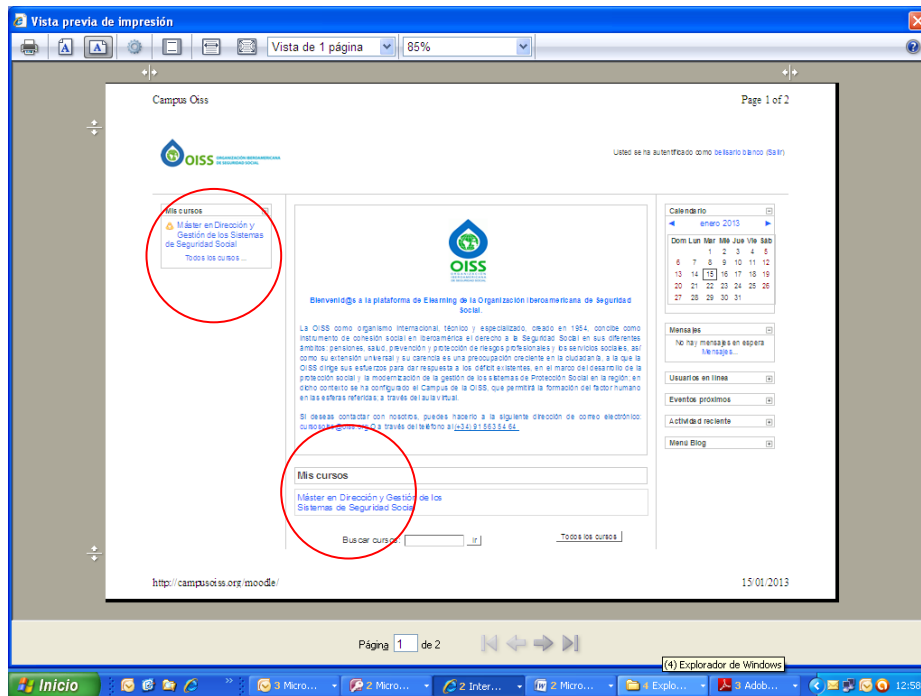 Vista previa de impresión
Vista de 1 página
85%
Campus Oiss
Page 1 of 2
OISS ORGANIZACIÓN IBEROAMERICANA
DE SEGURIDAD SOCIAL
Usted se ha autentificado como belisario blanco (Salir)
Mis cursos
Máster en Dirección y
Gestión de los Sistemas
de Seguridad Social
Todos los cursos ...
OISS
ORGANIZACIÓN
IBEROAMERICANA
DE SEGURIDAD SOCIAL
Bienvenid@s a la plataforma de Elearning de la Organización Iberoamericana de Seguridad
Social.
La OISS como organismo internacional, técnico y especializado, creado en 1954, concibe como
instrumento de cohesión social en Iberoamérica el derecho a la Seguridad Social en sus diferentes
ámbitos: pensiones, salud, prevención y protección de riesgos profesionales y los servicios sociales, así
como su extensión universal y su carencia es una preocupación creciente en la ciudadanía, a la que la
OISS dirige sus esfuerzos para dar respuesta a los déficit existentes, en el marco del desarrollo de la
protección social y la modernización de la gestión de los sistemas de Protección Social en la región; en
dicho contexto se ha configurado el Campus de la OISS, que permitirá la formación del factor humano
en las esferas referidas, a través del aula virtual.
Si deseas contactar con nosotros, puedes hacerlo a la siguiente dirección de correo electrónico:
cursosoiss@oiss.org O a través del teléfono al (+34) 91 563 54 64
Mis cursos
Máster en Dirección y Gestión de los
Sistemas de Seguridad Social
Buscar cursos:
Ir
Todos los cursos
Calendario
enero 2013
Dom Lun Mar Mié Jue Vie Sáb
1 2 3 4 5
6 7 8 9 10 11 12
13 14 15 16 17 18 19
20 21 22 23 24 25 26
27 28 29 30 31
Mensajes
No hay mensajes en espera
Mensajes...
Usuarios en línea
Eventos próximos
Actividad reciente
Menú Blog
http://campusoiss.org/moodle/
15/01/2013
Página 1 de 2
(4) Explorador de Windows
Inicio
3 Micro...
2 Micro...
2 Inter...
2 Micro...
4 Explo...
3 Adob...
12:58